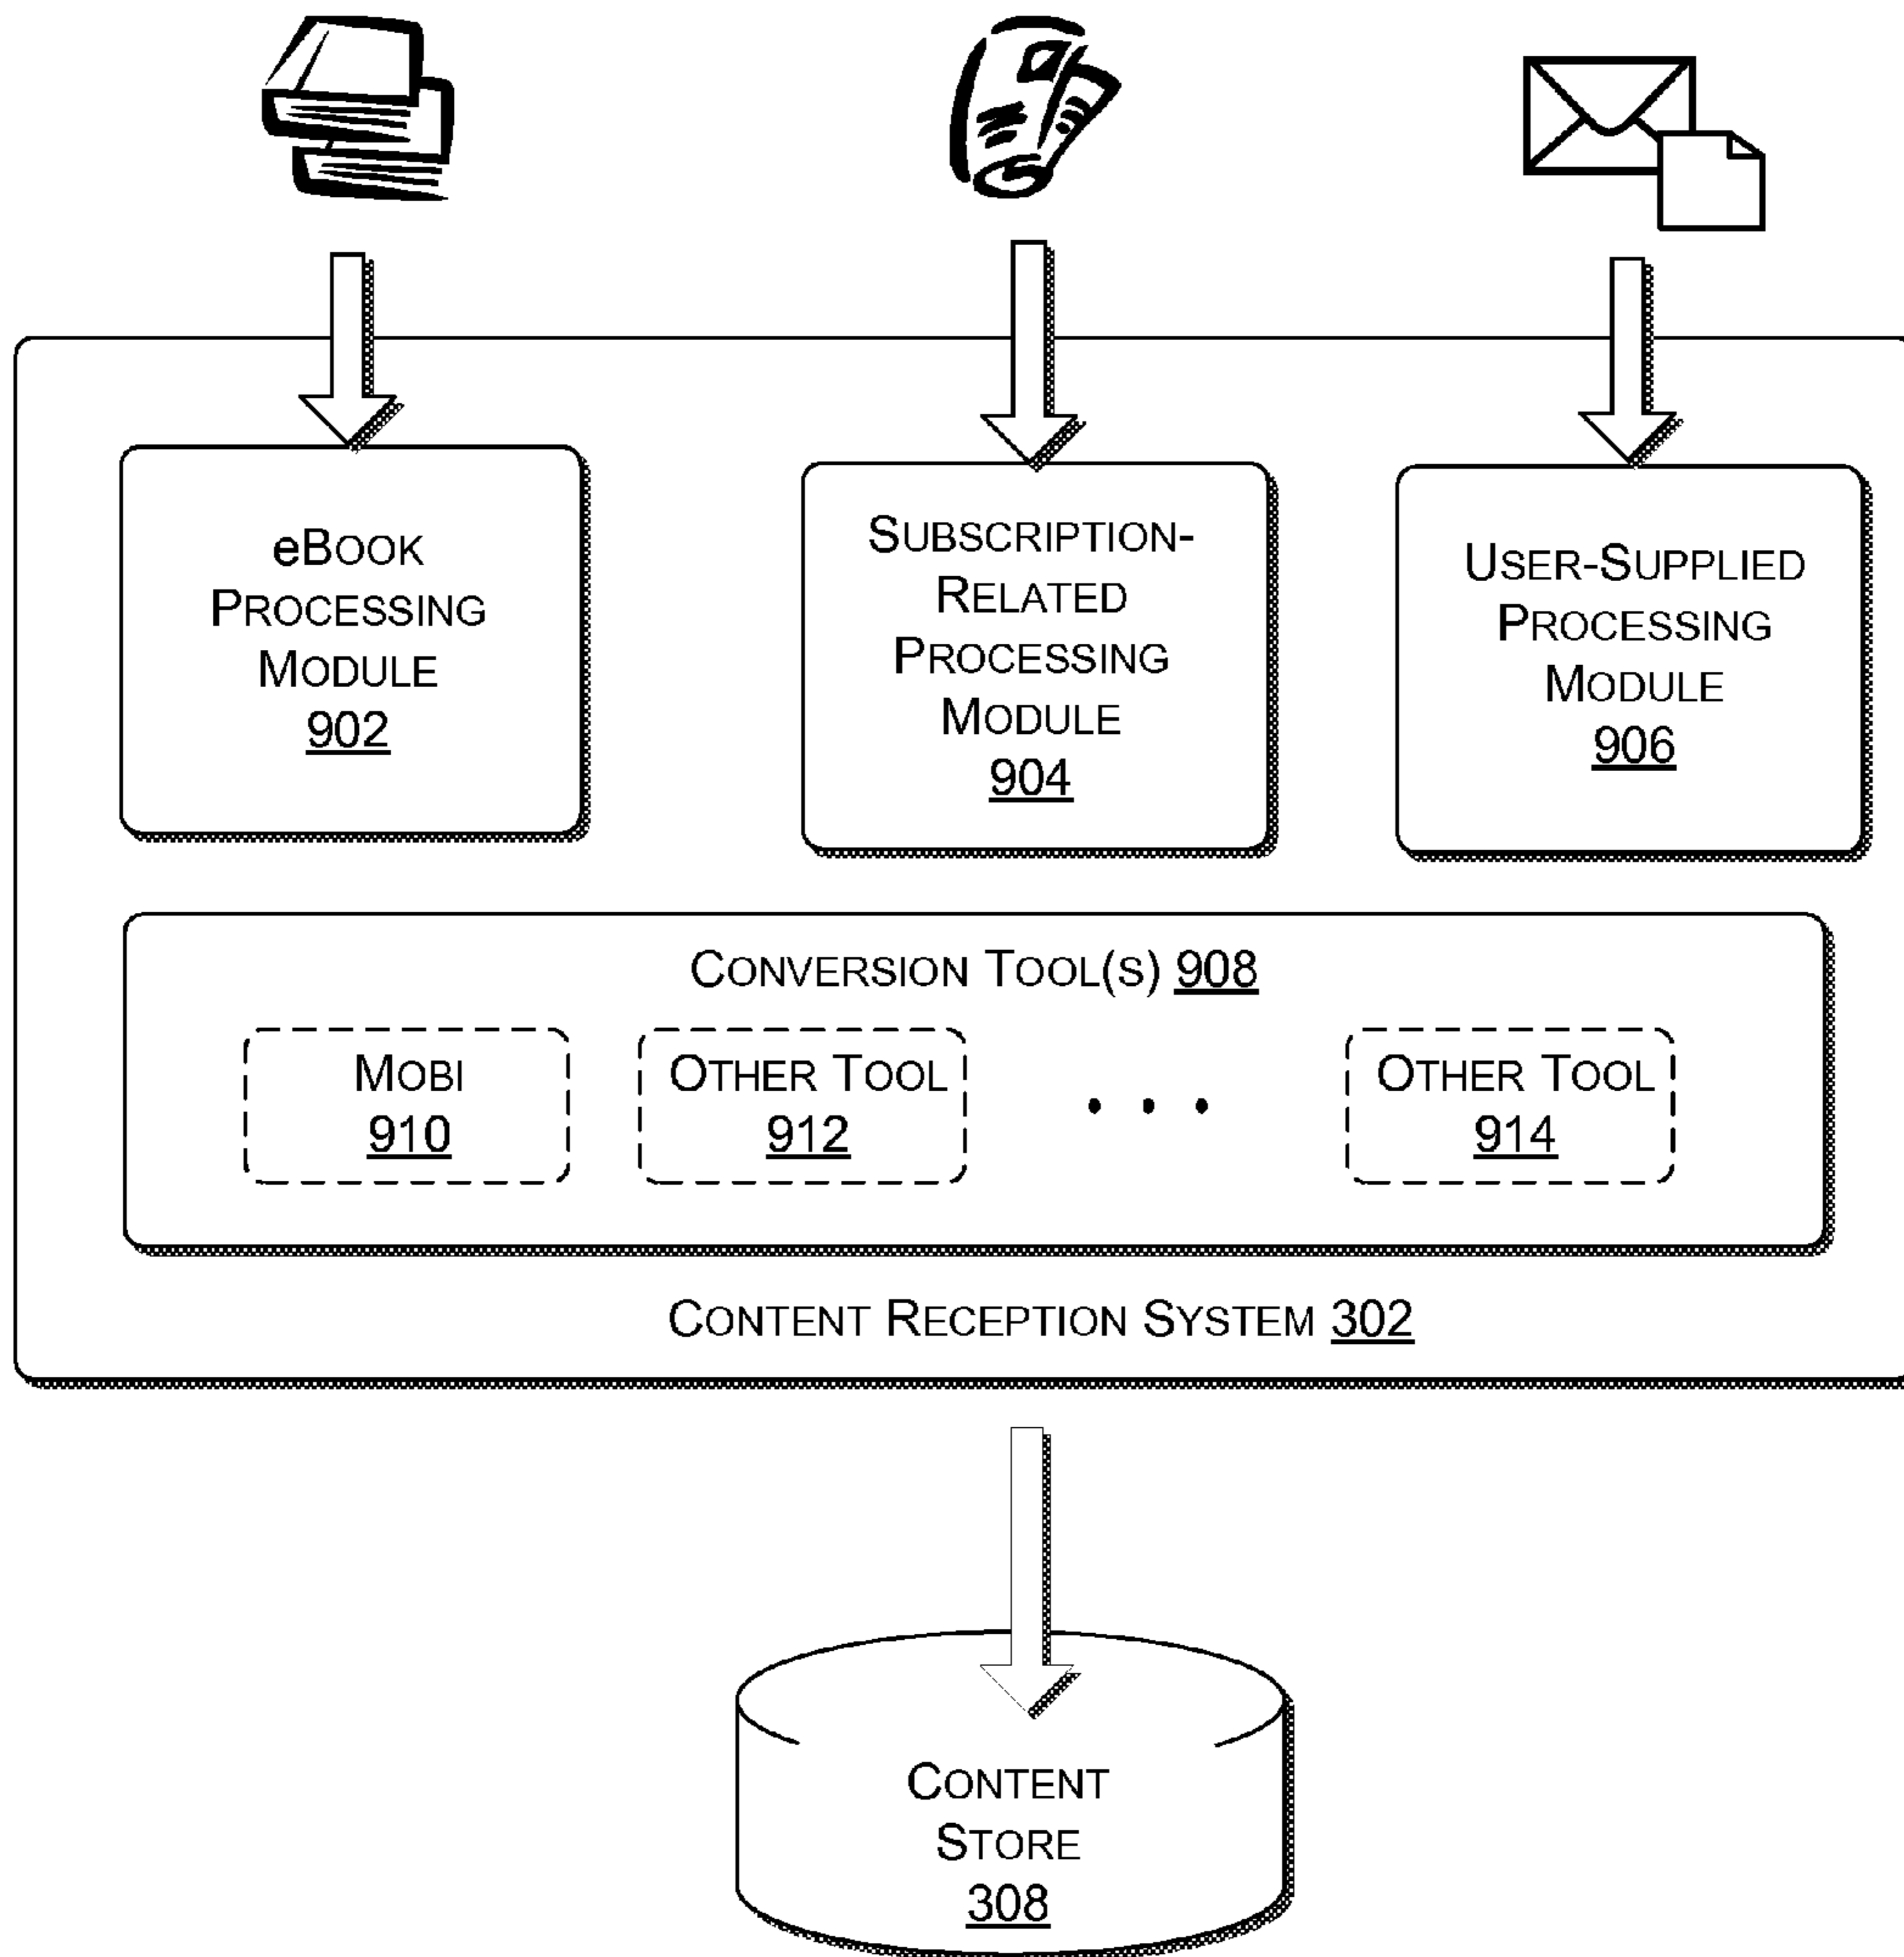 eBook
Processing
Module
902
Subscription-
Related
Processing
Module
904
User-Supplied
Processing
Module
906
Conversion Tool(s) 908
Mobi
910
Other Tool
912
. . .
Other Tool
914
Content Reception System 302
Content
Store
308